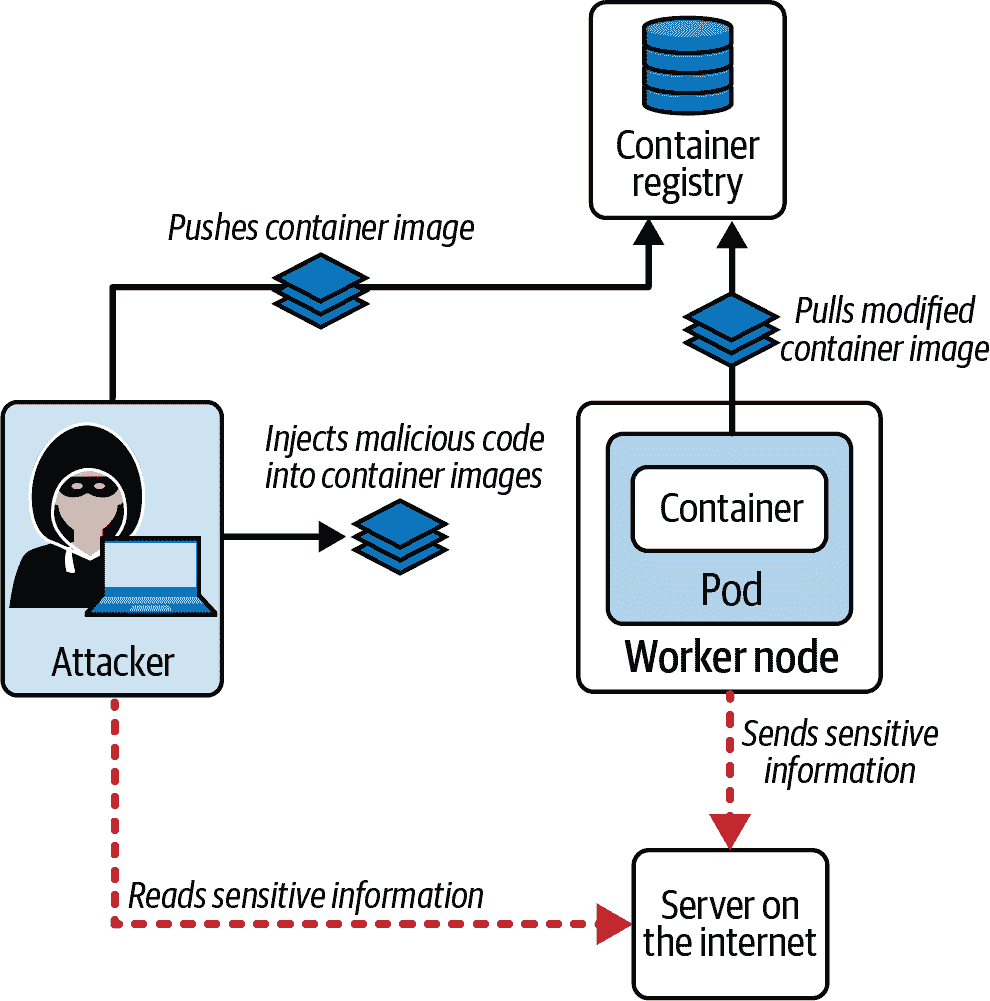 Container
registry
Pushes container image
Pulls modified
container image
Injects malicious code
into container images
Container
Pod
Worker node
Attacker
Sends sensitive
information
Reads sensitive information
Server on
the internet